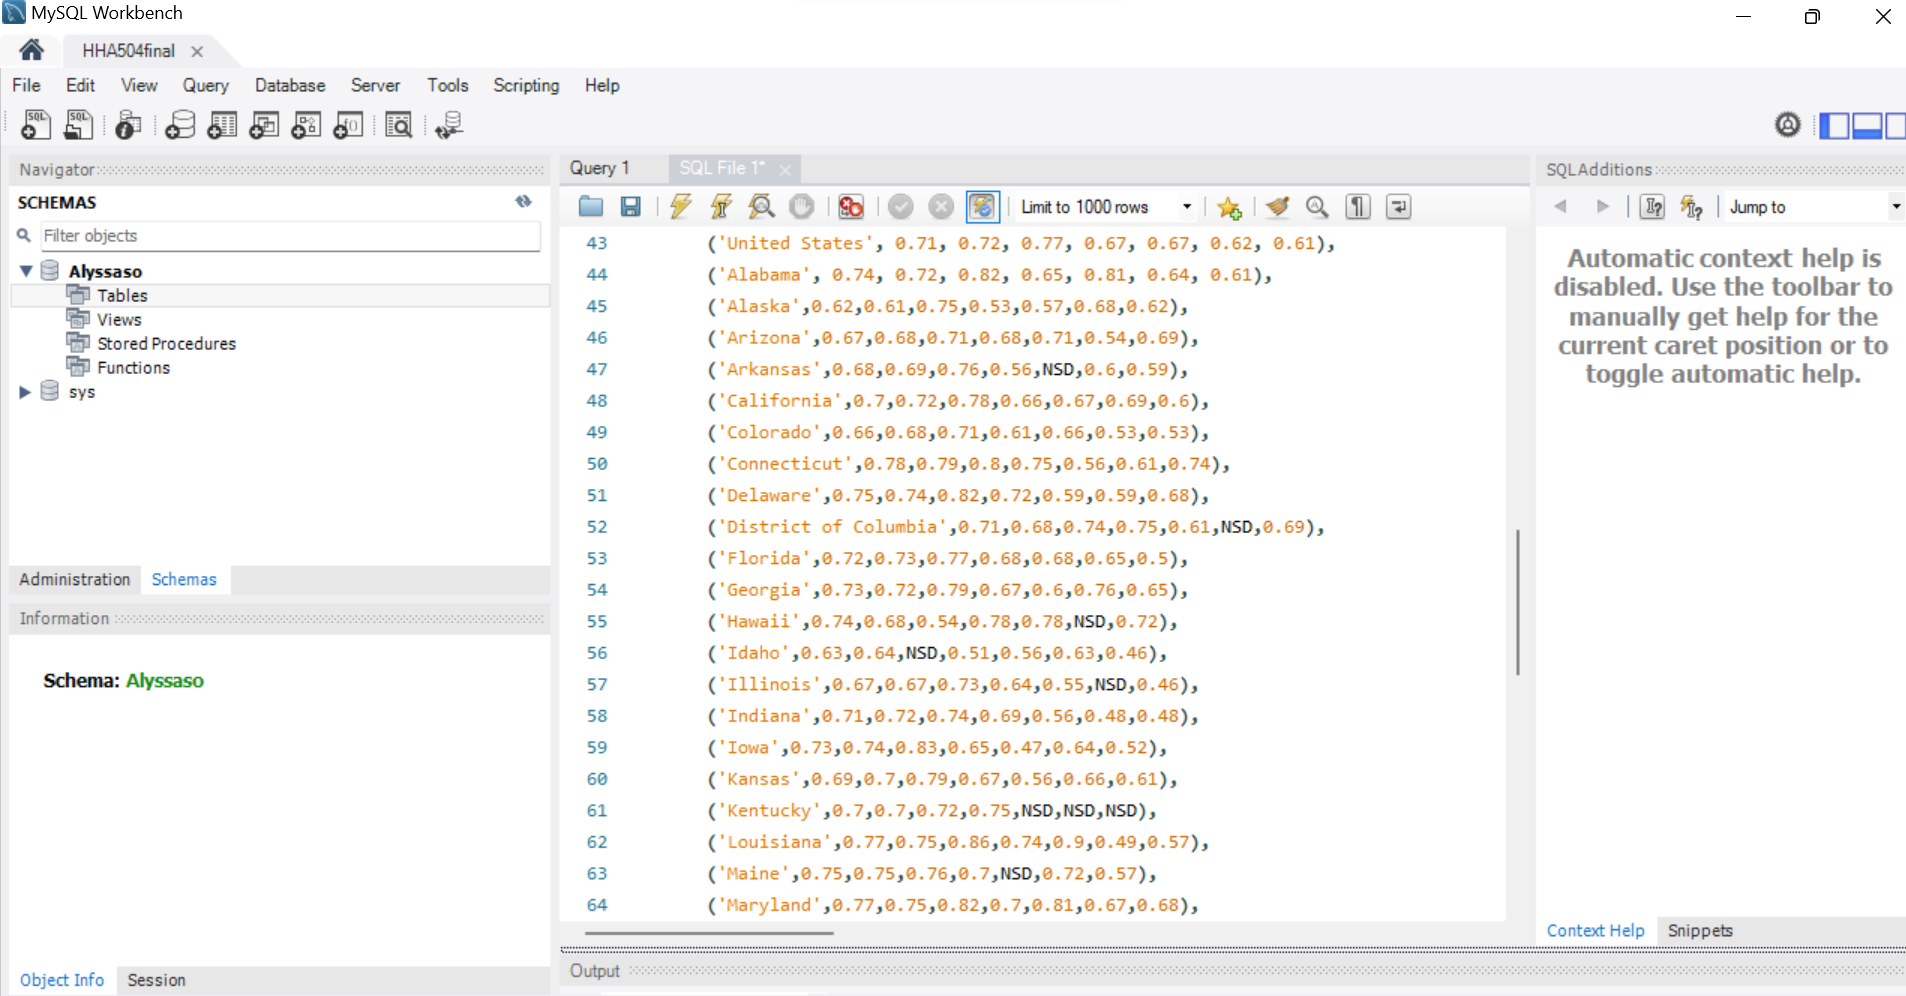 MySQL Workbench
HHA504final
File Edit View Query Database Server Tools Scripting Help
Navigator
SCHEMAS
Filter objects
Alyssaso
Tables
Views
Stored Procedures
Functions
sys
Administration Schemas
Information
Schema: Alyssaso
Object Info Session
Query 1 SQL File 1*
Limit to 1000 rows
43 ('United States', 0.71, 0.72, 0.77, 0.67, 0.67, 0.62, 0.61),
44 ('Alabama', 0.74, 0.72, 0.82, 0.65, 0.81, 0.64, 0.61),
45 ('Alaska',0.62,0.61,0.75,0.53,0.57,0.68,0.62),
46 ('Arizona',0.67,0.68,0.71,0.68,0.71,0.54,0.69),
47 ('Arkansas',0.68,0.69,0.76,0.56,NSD,0.6,0.59),
48 ('California',0.7,0.72,0.78,0.66,0.67,0.69,0.6),
49 ('Colorado',0.66,0.68,0.71,0.61,0.66,0.53,0.53),
50 ('Connecticut',0.78,0.79,0.8,0.75,0.56,0.61,0.74),
51 ('Delaware',0.75,0.74,0.82,0.72,0.59,0.59,0.68),
52 ('District of Columbia',0.71,0.68,0.74,0.75,0.61,NSD,0.69),
53 ('Florida',0.72,0.73,0.77,0.68,0.68,0.65,0.5),
54 ('Georgia',0.73,0.72,0.79,0.67,0.6,0.76,0.65),
55 ('Hawaii',0.74,0.68,0.54,0.78,0.78,NSD,0.72),
56 ('Idaho',0.63,0.64,NSD,0.51,0.56,0.63,0.46),
57 ('Illinois',0.67,0.67,0.73,0.64,0.55,NSD,0.46),
58 ('Indiana',0.71,0.72,0.74,0.69,0.56,0.48,0.48),
59 ('Iowa',0.73,0.74,0.83,0.65,0.47,0.64,0.52),
60 ('Kansas',0.69,0.7,0.79,0.67,0.56,0.66,0.61),
61 ('Kentucky',0.7,0.7,0.72,0.75,NSD,NSD,NSD),
62 ('Louisiana',0.77,0.75,0.86,0.74,0.9,0.49,0.57),
63 ('Maine',0.75,0.75,0.76,0.7,NSD,0.72,0.57),
64 ('Maryland',0.77,0.75,0.82,0.7,0.81,0.67,0.68),
Output
SQLAdditions
Jump to
Automatic context help is
disabled. Use the toolbar to
manually get help for the
current caret position or to
toggle automatic help.
Context Help Snippets